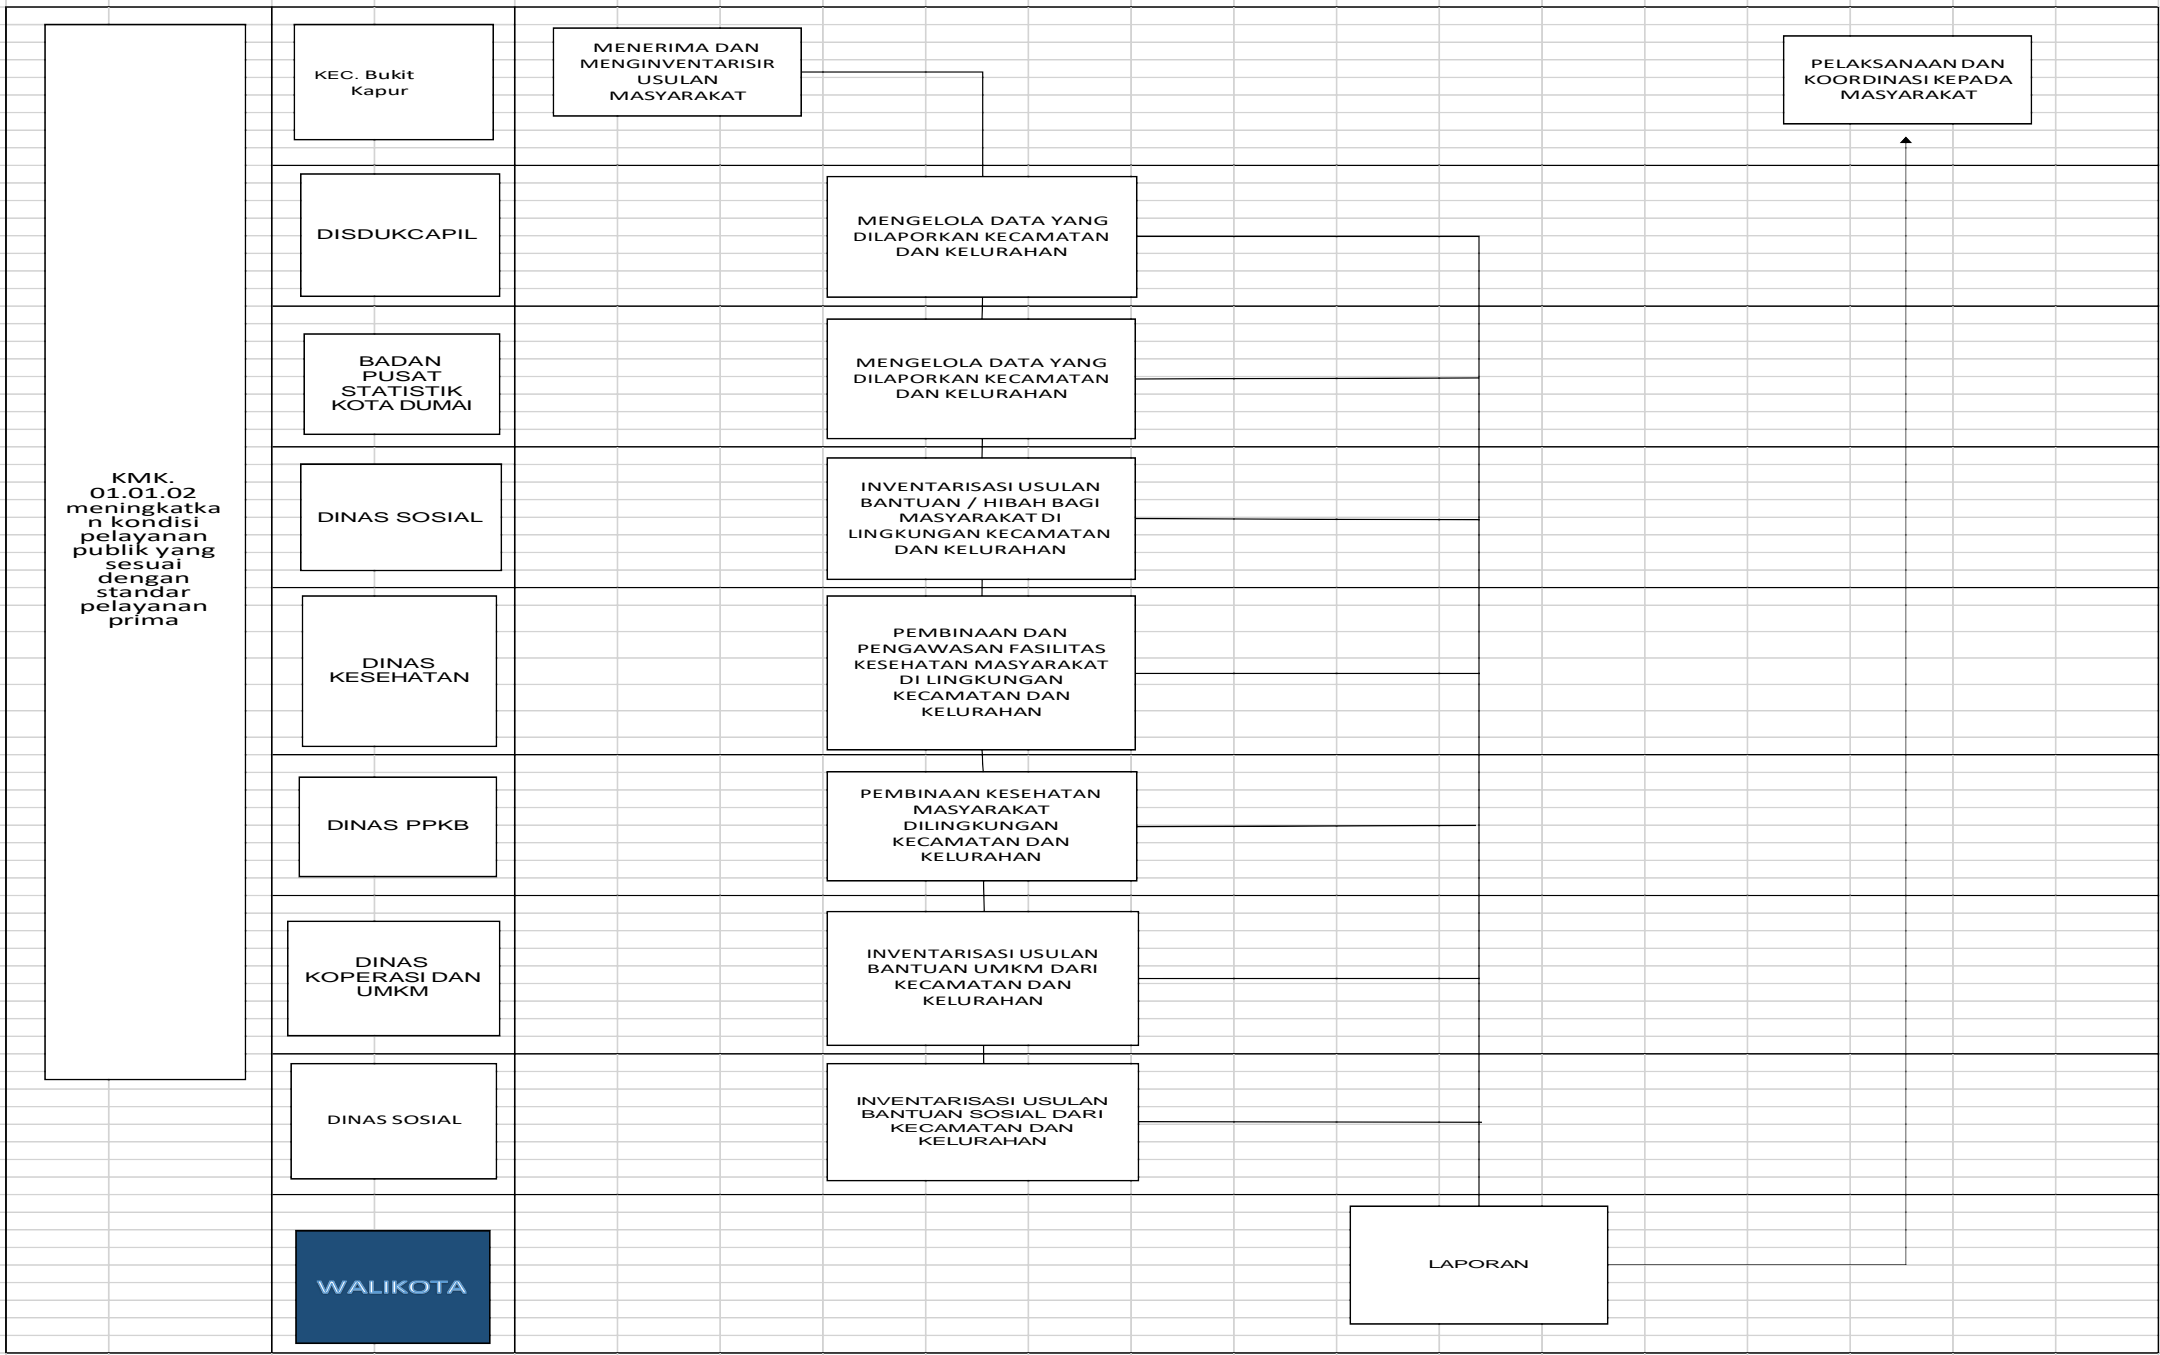 KMK.
01.01.02
meningkatka
n kondisi
pelayanan
publik yang
sesuai
dengan
standar
pelayanan
prima
KEC. Bukit
Kapur
MENERIMA DAN
MENGINVENTARISIR
USULAN
MASYARAKAT
PELAKSANAAN DAN
KOORDINASI KEPADA
MASYARAKAT
DISDUKCAPIL
MENGELOLA DATA YANG
DILAPORKAN KECAMATAN
DAN KELURAHAN
BADAN
PUSAT
STATISTIK
KOTA DUMAI
MENGELOLA DATA YANG
DILAPORKAN KECAMATAN
DAN KELURAHAN
DINAS SOSIAL
INVENTARISASI USULAN
BANTUAN / HIBAH BAGI
MASYARAKAT DI
LINGKUNGAN KECAMATAN
DAN KELURAHAN
DINAS
KESEHATAN
PEMBINAAN DAN
PENGAWASAN FASILITAS
KESEHATAN MASYARAKAT
DI LINGKUNGAN
KECAMATAN DAN
KELURAHAN
DINAS PPKB
PEMBINAAN KESEHATAN
MASYARAKAT
DILINGKUNGAN
KECAMATAN DAN
KELURAHAN
DINAS
KOPERASI DAN
UMKM
INVENTARISASI USULAN
BANTUAN UMKM DARI
KECAMATAN DAN
KELURAHAN
DINAS SOSIAL
INVENTARISASI USULAN
BANTUAN SOSIAL DARI
KECAMATAN DAN
KELURAHAN
WALIKOTA
LAPORAN